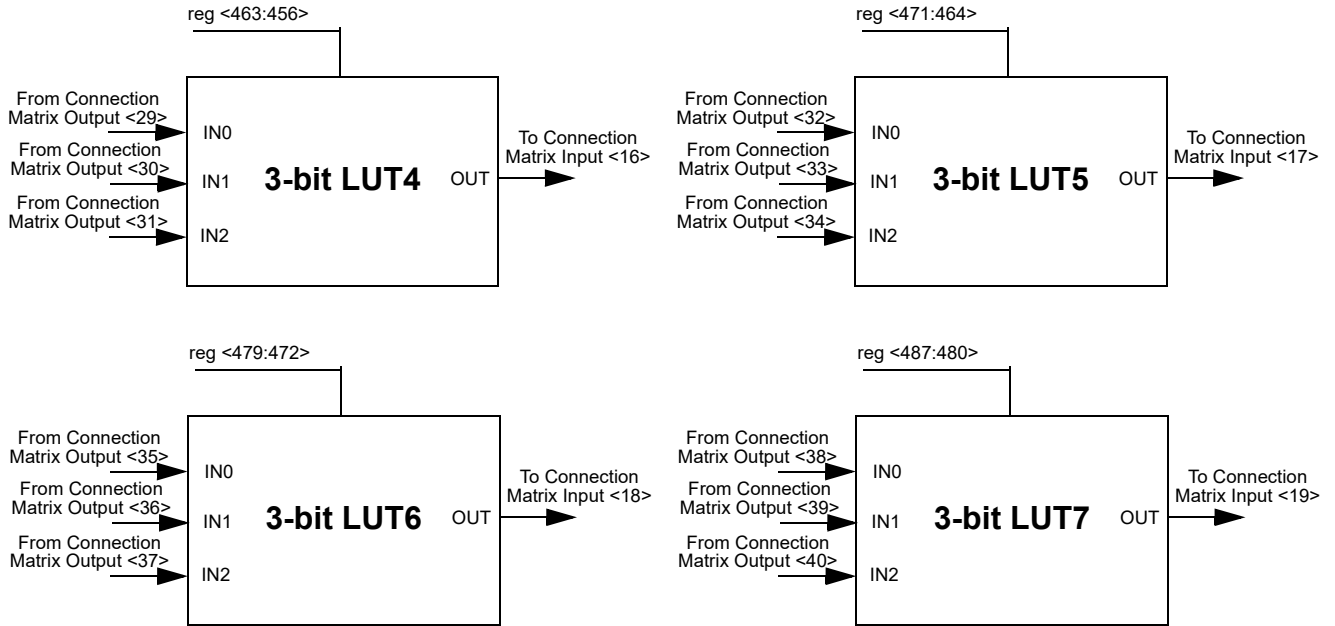 reg <463:456>
From Connection
Matrix Output <29>
IN0
From Connection
Matrix Output <30>
IN1
From Connection
Matrix Output <31>
IN2
3-bit LUT4
OUT
To Connection
Matrix Input <16>
reg <471:464>
From Connection
Matrix Output <32>
IN0
From Connection
Matrix Output <33>
IN1
From Connection
Matrix Output <34>
IN2
3-bit LUT5
OUT
To Connection
Matrix Input <17>
reg <479:472>
From Connection
Matrix Output <35>
IN0
From Connection
Matrix Output <36>
IN1
From Connection
Matrix Output <37>
IN2
3-bit LUT6
OUT
To Connection
Matrix Input <18>
reg <487:480>
From Connection
Matrix Output <38>
IN0
From Connection
Matrix Output <39>
IN1
From Connection
Matrix Output <40>
IN2
3-bit LUT7
OUT
To Connection
Matrix Input <19>